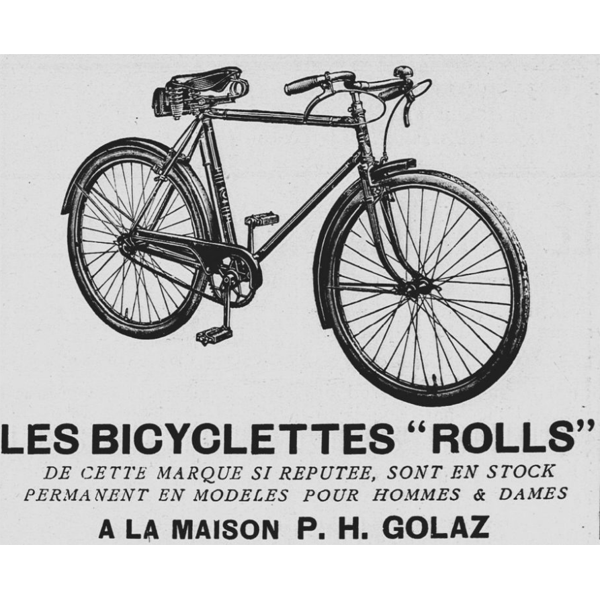 LES BICYCLETTES “ROLLS”
DE CETTE MARQUE SI REPUTEE, SONT EN STOCK
PERMANENT EN MODELES POUR HOMMES & DAMES
A LA MAISON P. H. GOLAZ